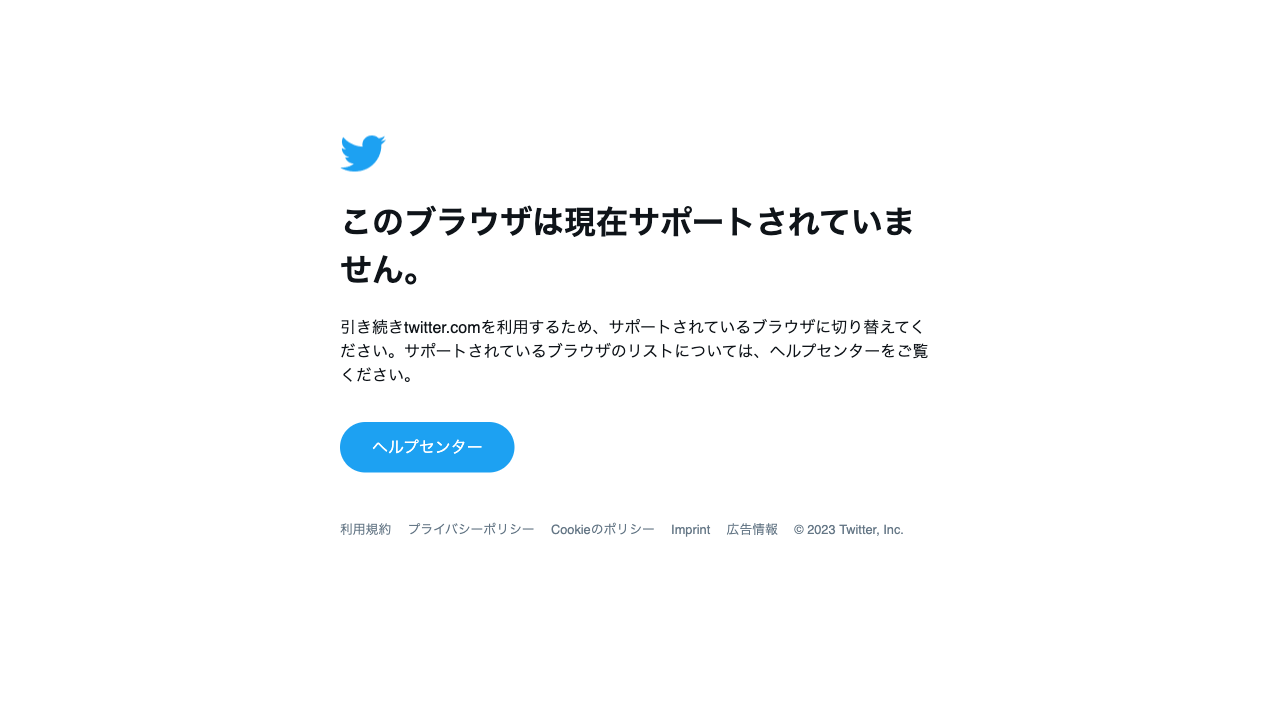 このブラウザは現在サポートされていま
せん。
引き続きtwitter.comを利用するため、サポートされているブラウザに切り替えてく
ださい。サポートされているブラウザのリストについては、ヘルプセンターをご覧
ください。
ヘルプセンター
利用規約 プライバシーポリシー Cookieのポリシー Imprint 広告情報 © 2023 Twitter, Inc.